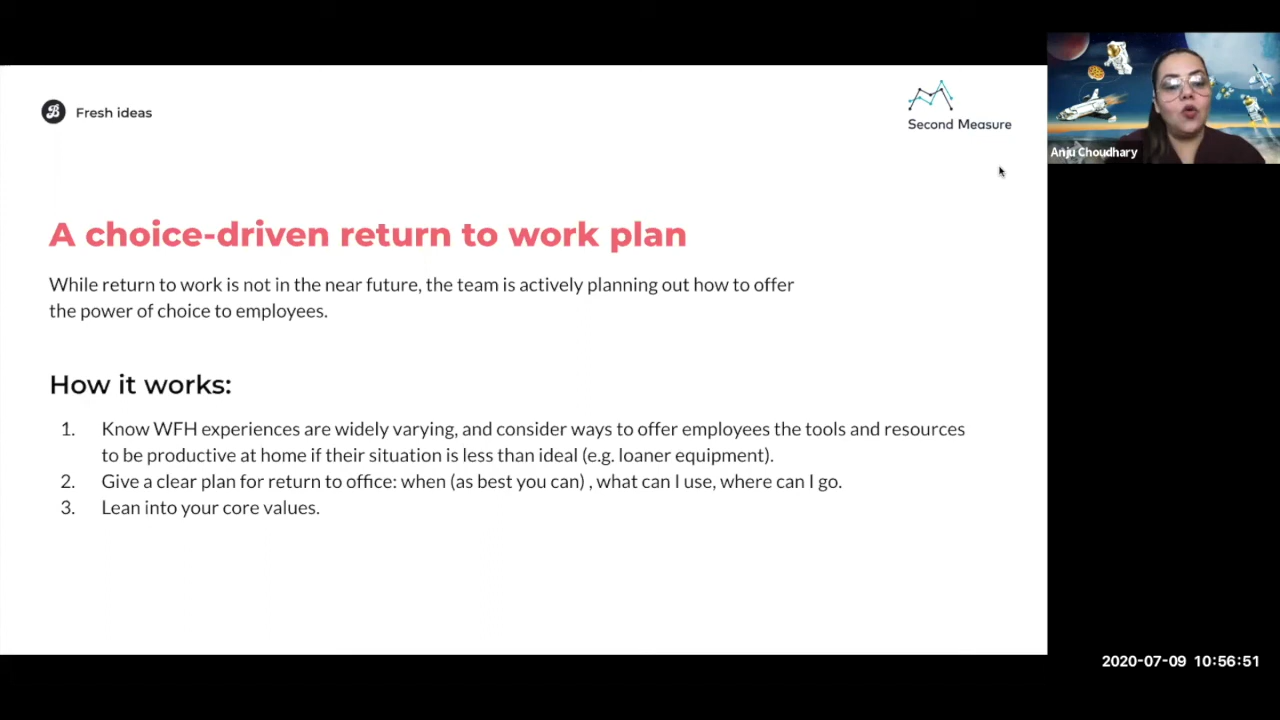 Fresh ideas
Second Measure
Anju Choudhary
A choice-driven return to work plan
While return to work is not in the near future, the team is actively planning out how to offer
the power of choice to employees.
How it works:
1. Know WFH experiences are widely varying, and consider ways to offer employees the tools and resources
to be productive at home if their situation is less than ideal (e.g. loaner equipment).
2. Give a clear plan for return to office: when (as best you can) , what can I use, where can I go.
3. Lean into your core values.
2020-07-09 10:56:51